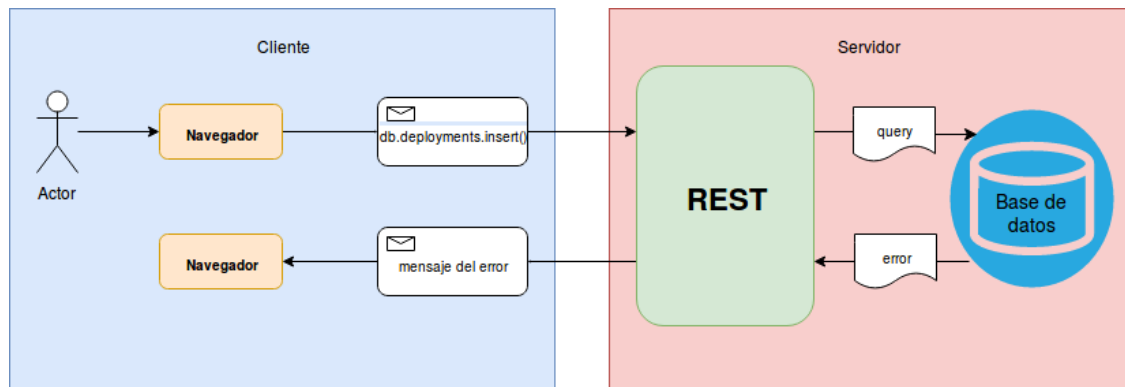 Cliente
Servidor
Navegador
db.deployments.insert()
REST
query
Actor
Base de
datos
Navegador
mensaje del error
error